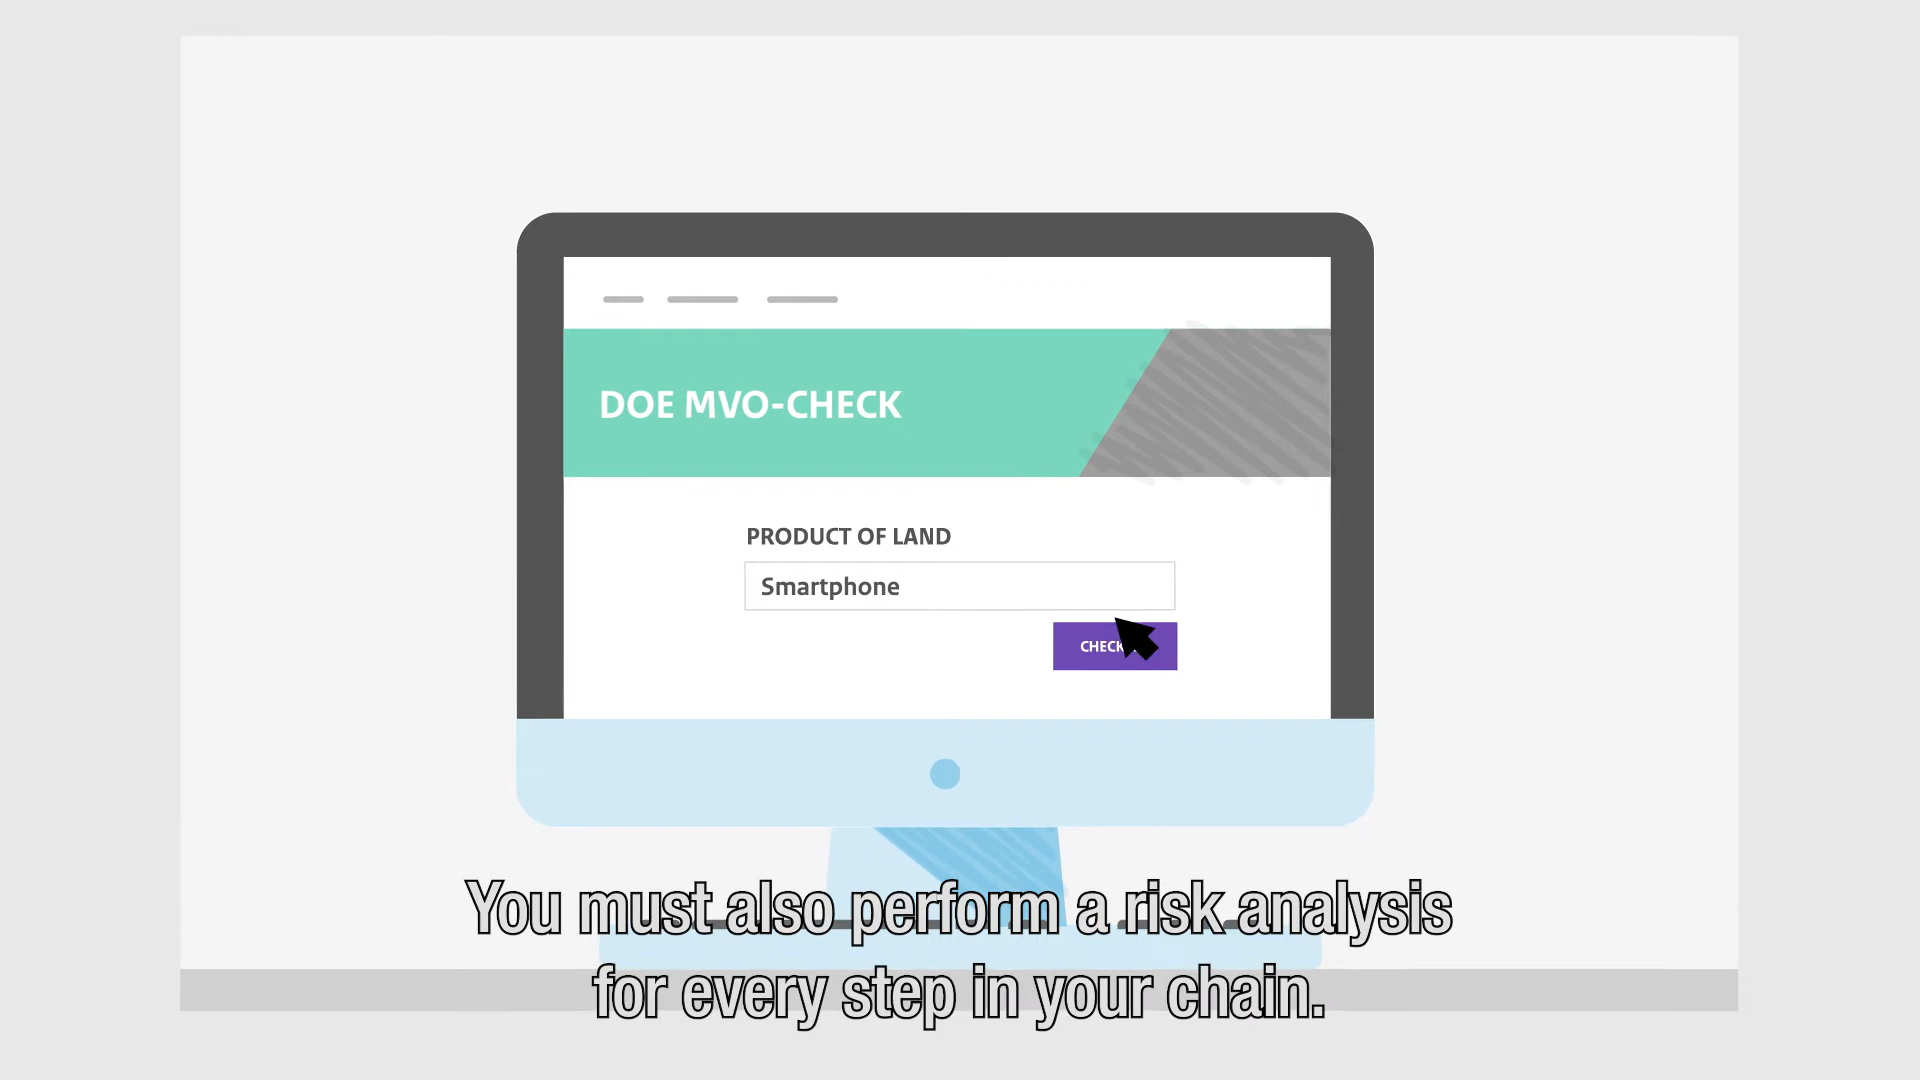 DOE MVO-CHECK
PRODUCT OF LAND
Smartphone
CHECK
You must also perform a risk analysis
for every step in your chain.